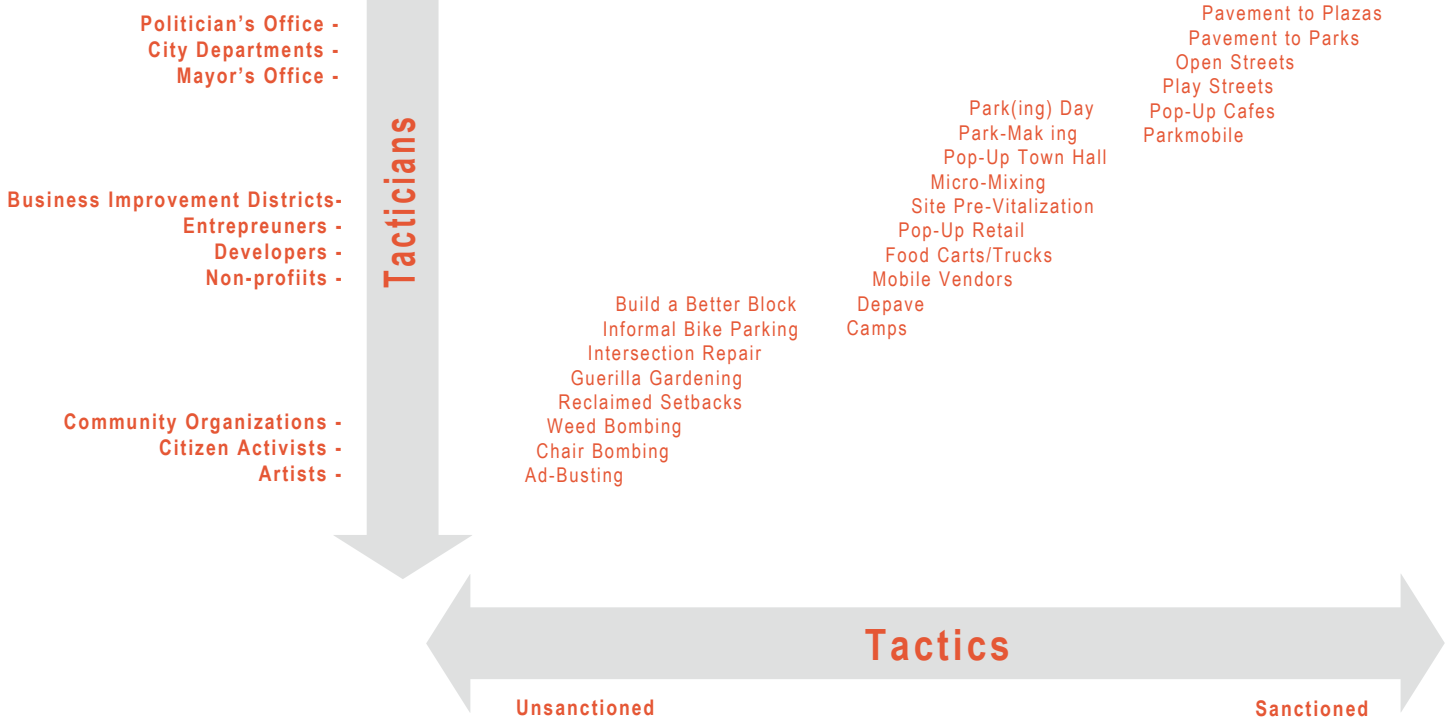 Politician’s Office -
City Departments -
Mayor’s Office -
Business Improvement Districts-
Entrepreuners -
Developers -
Non-profiits -
Community Organizations -
Citizen Activists -
Artists -
Tacticians
Pavement to Plazas
Pavement to Parks
Open Streets
Play Streets
Pop-Up Cafes
Parkmobile
Park(ing) Day
Park-Mak ing
Pop-Up Town Hall
Micro-Mixing
Site Pre-Vitalization
Pop-Up Retail
Food Carts/Trucks
Mobile Vendors
Depave
Camps
Build a Better Block
Informal Bike Parking
Intersection Repair
Guerilla Gardening
Reclaimed Setbacks
Weed Bombing
Chair Bombing
Ad-Busting
Tactics
Unsanctioned
Sanctioned